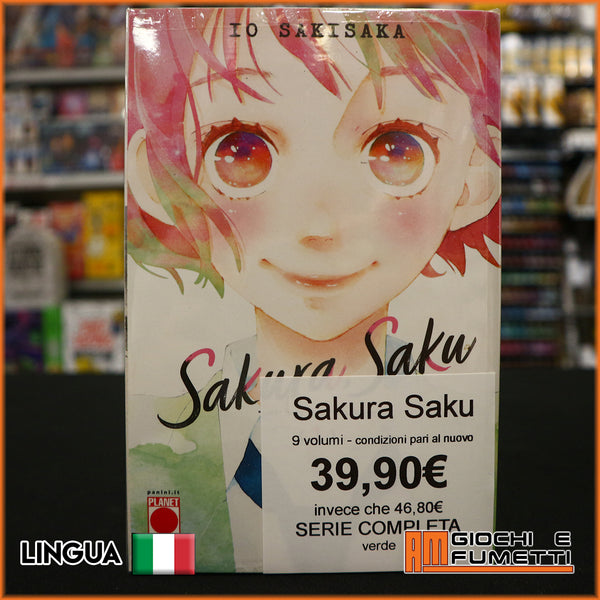 IO SAKISAKA
Sakura Saku
Sakura Saku
9 volumi - condizioni pari al nuovo
39,90€
invece che 46,80€
SERIE COMPLETA
verde
panini.it
PLANET
LINGUA
AM GIOCHI E
FUMETTI